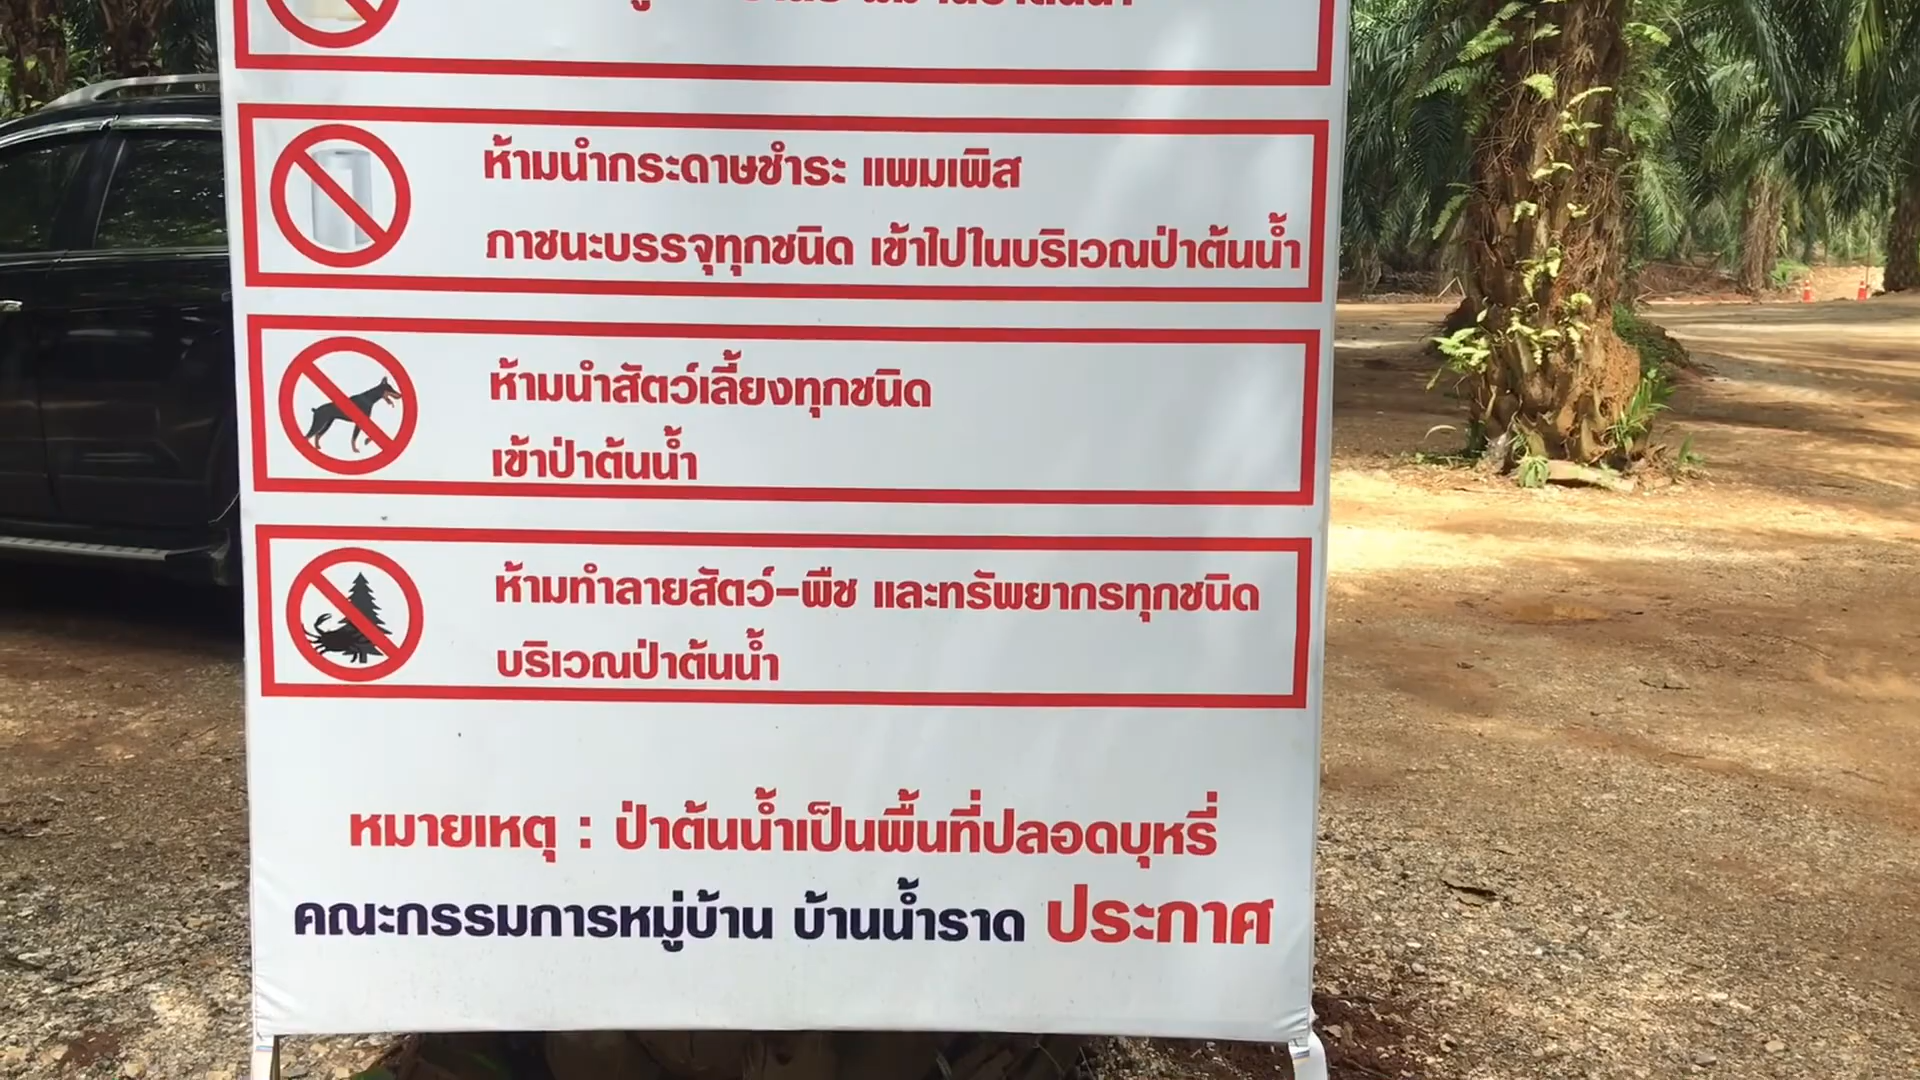 ห้ามนำกระดาษชำระ แพมเพิส
ภาชนะบรรจุทุกชนิด เข้าไปในบริเวณป่าต้นน้ำ
ห้ามนำสัตว์เลี้ยงทุกชนิด
เข้าป่าต้นน้ำ
ห้ามทำลายสัตว์-พืช และทรัพยากรทุกชนิด
บริเวณป่าต้นน้ำ
หมายเหตุ : ป่าต้นน้ำเป็นพื้นที่ปลอดบุหรี่
คณะกรรมการหมู่บ้าน บ้านน้ำราด ประกาศ